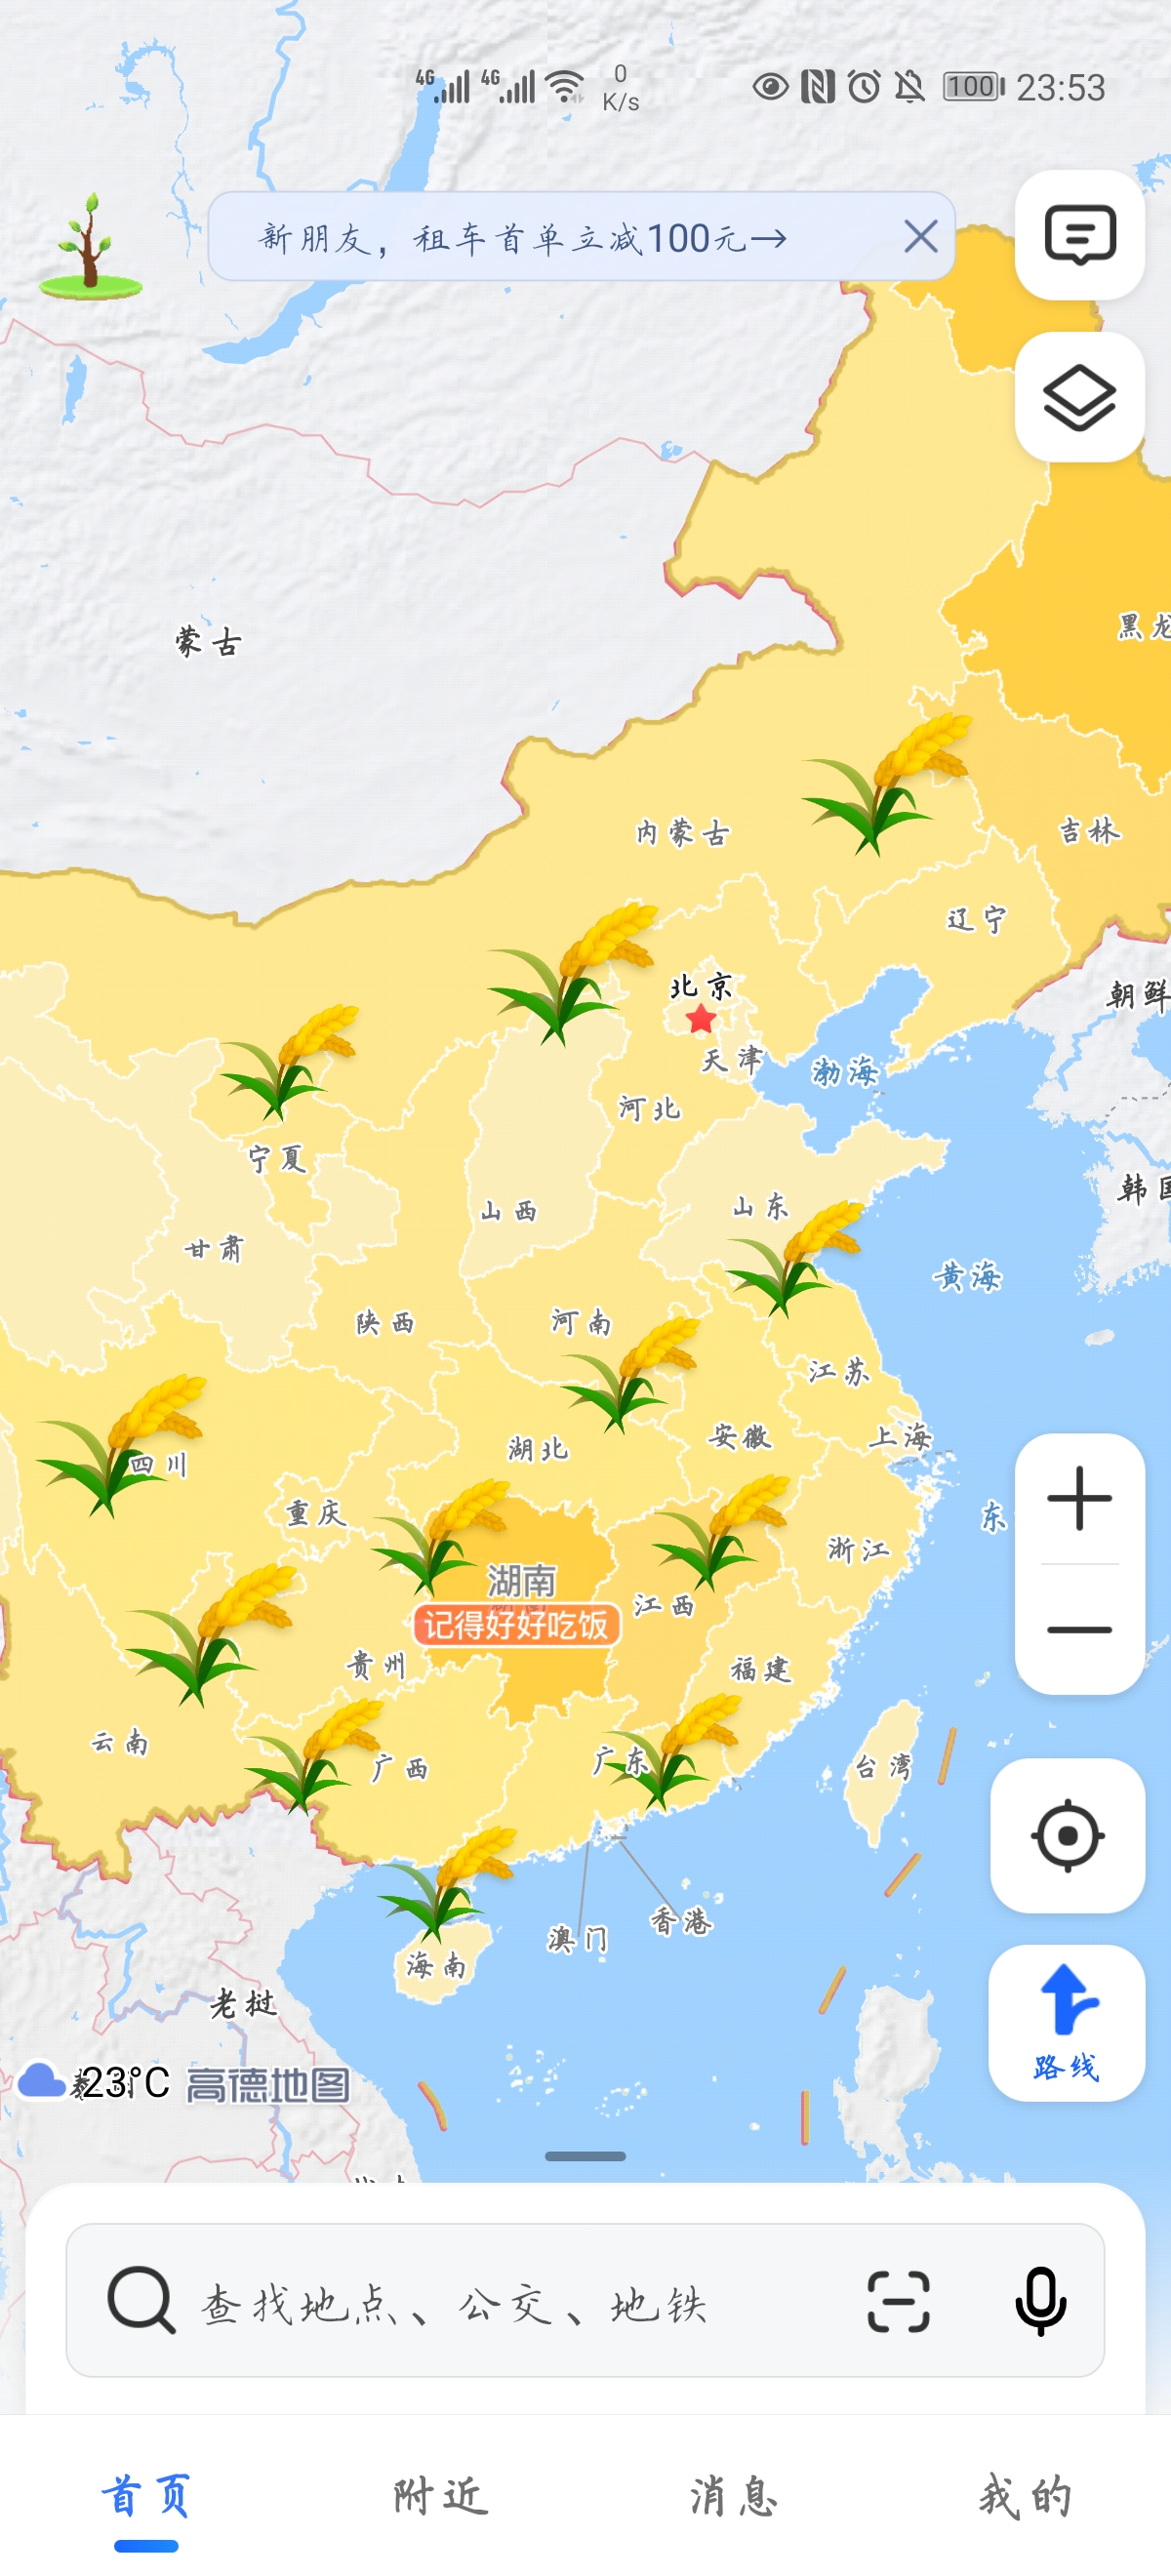 4G 4G 0 K/s 100 23:53
新朋友，租车首单立减100元→
蒙古
黑龙
内蒙古
吉林
辽宁
北京
朝鲜
天津
渤海
河北
宁夏
韩国
山西
山东
甘肃
黄海
陕西
河南
江苏
安徽
上海
湖北
四川
重庆
东
浙江
湖南
江西
记得好好吃饭
贵州
福建
云南
广西
广东
台湾
香港
澳门
海南
老挝
23°C 高德地图
路线
查找地点、公交、地铁
首页 附近 消息 我的